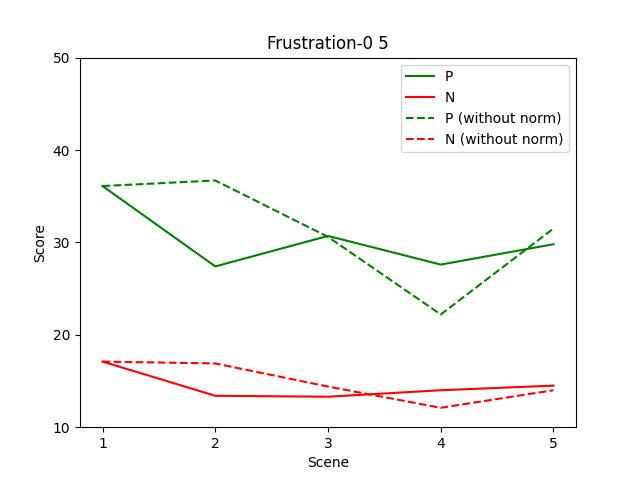 Frustration-0 5
50
40
30
20
10
Score
P
N
P (without norm)
N (without norm)
1 2 3 4 5
Scene